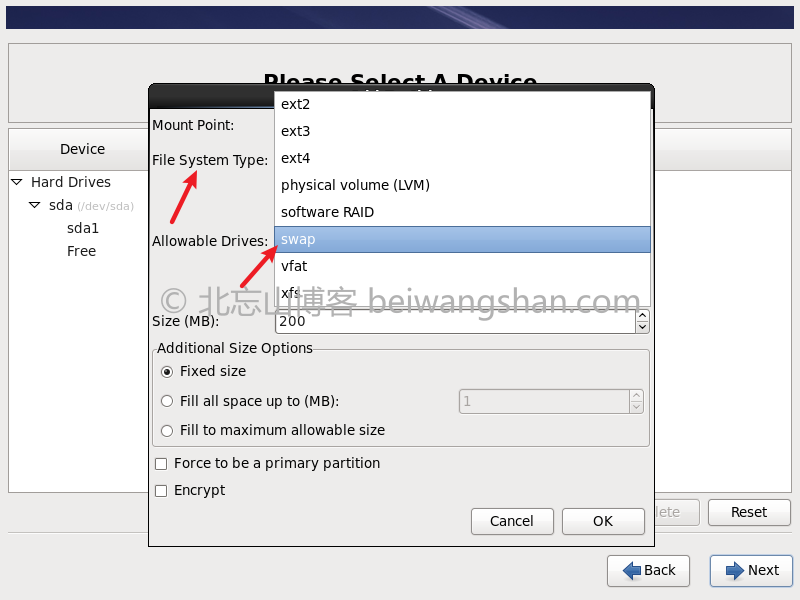 Please Select A Device
Device
Hard Drives
sda (/dev/sda)
sda1
Free
Mount Point:
File System Type:
ext2
ext3
ext4
physical volume (LVM)
software RAID
Allowable Drives:
swap
vfat
xfs
© 北忘山博客 beiwangshan.com
Size (MB):
200
Additional Size Options
Fixed size
Fill all space up to (MB):
1
Fill to maximum allowable size
Force to be a primary partition
Encrypt
Cancel
OK
Reset
Back
Next